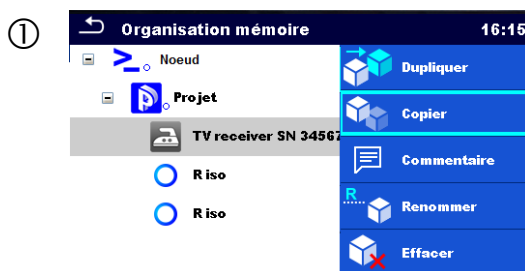 ①
Organisation mémoire 16:15
Noeud
Projet
TV receiver SN 34567
R iso
R iso
Dupliquer
Copier
Commentaire
R...
Renommer
Effacer